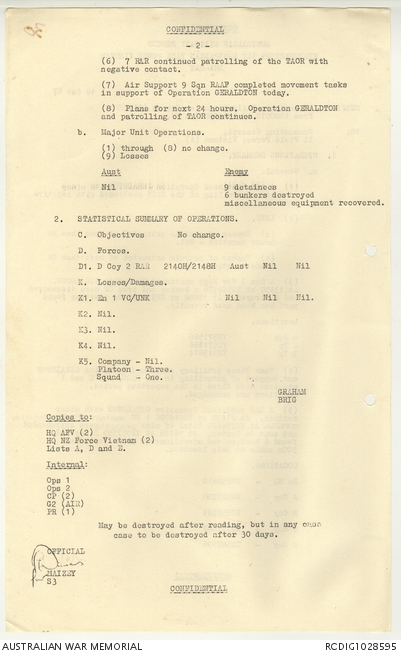 CONFIDENTIAL
- 2 -
(6) 7 RAR continued patrolling of the TAOR with
negative contact.
(7) Air Support 9 Sqn RAAF completed movement tasks
in support of Operation GERALDTON today.
(8) Plans for next 24 hours. Operation GERALDTON
and patrolling of TAOR continues.
b. Major Unit Operations.
(1) through (8) no change.
(9) Losses
Aust Enemy
Nil 9 detainees
6 bunkers destroyed
miscellaneous equipment recovered.
2. STATISTICAL SUMMARY OF OPERATIONS.
C. Objectives No change.
D. Forces.
D1. D Coy 2 RAR 2140H/2148H Aust Nil Nil
K. Losses/Damages.
K1. En 1 VC/UNK Nil Nil Nil.
K2. Nil.
K3. Nil.
K4. Nil.
K5. Company - Nil.
Platoon - Three.
Squad - One.
GRAHAM
BRIG
Copies to:
HQ AFV (2)
HQ NZ Force Vietnam (2)
Lists A, D and E.
Internal:
Ops 1
Ops 2
CP (2)
G2 (AIR)
PR (1)
May be destroyed after reading, but in any case
case to be destroyed after 30 days.
OFFICIAL
MAIZEY
S3
CONFIDENTIAL
AUSTRALIAN WAR MEMORIAL RCDIG1028595